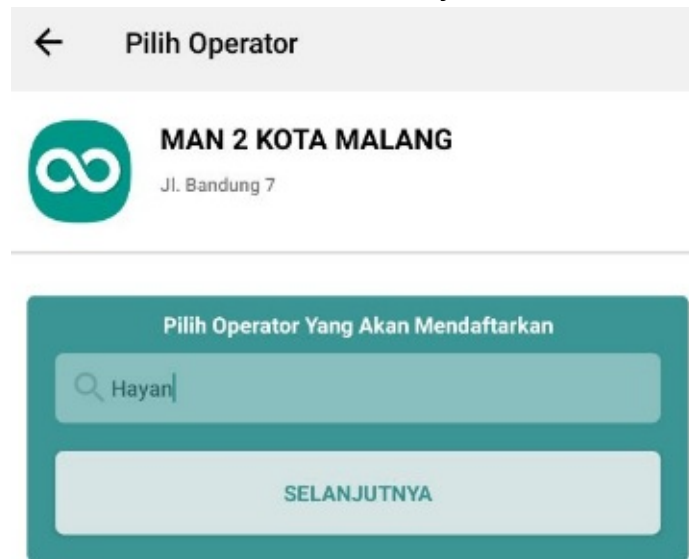 Pilih Operator
MAN 2 KOTA MALANG
Jl. Bandung 7
Pilih Operator Yang Akan Mendaftarkan
Hayan
SELANJUTNYA